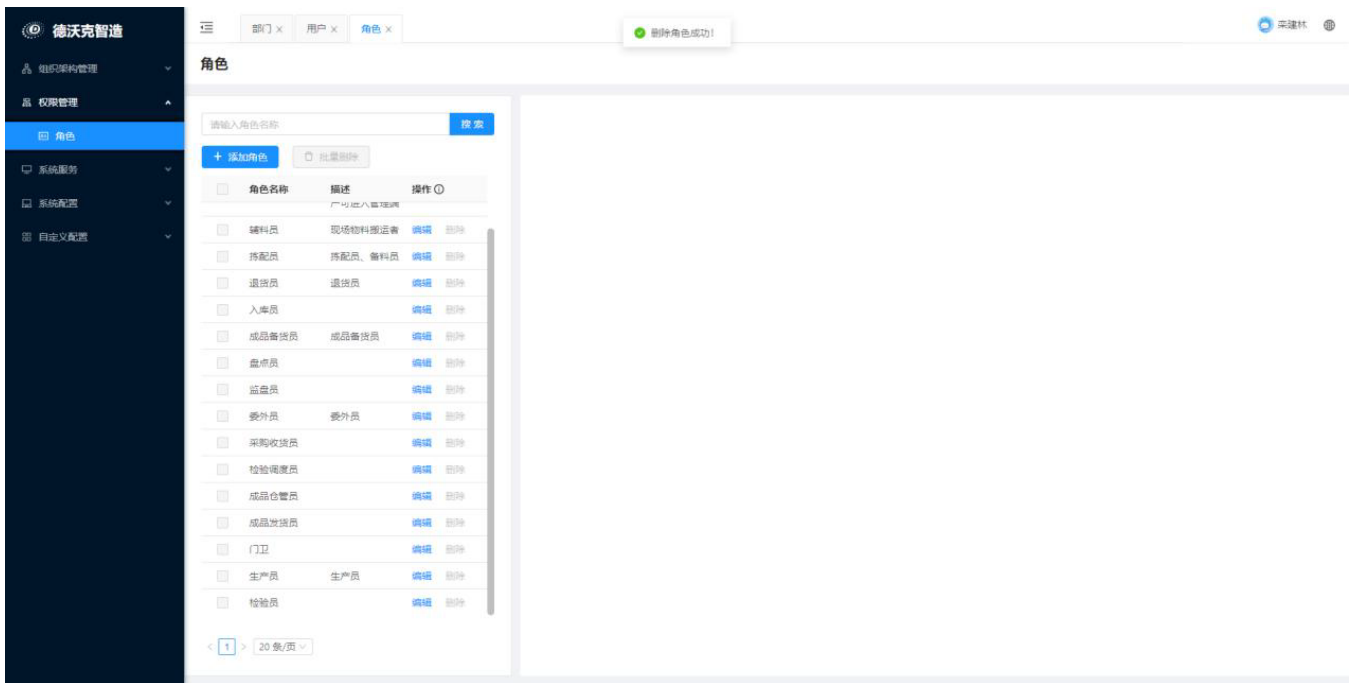 德沃克智造
部门 × 用户 × 角色 ×
删除角色成功!
栾建林
组织架构管理
角色
权限管理
角色
系统服务
系统配置
自定义配置
请输入角色名称 搜 索
+ 添加角色 批量删除
角色名称 描述 操作
户可进入管理端
辅料员 现场物料搬运者 编辑 删除
拣配员 拣配员、备料员 编辑 删除
退货员 退货员 编辑 删除
入库员 编辑 删除
成品备货员 成品备货员 编辑 删除
盘点员 编辑 删除
监盘员 编辑 删除
委外员 委外员 编辑 删除
采购收货员 编辑 删除
检验调度员 编辑 删除
成品仓管员 编辑 删除
成品发货员 编辑 删除
门卫 编辑 删除
生产员 生产员 编辑 删除
检验员 编辑 删除
< 1 > 20 条/页